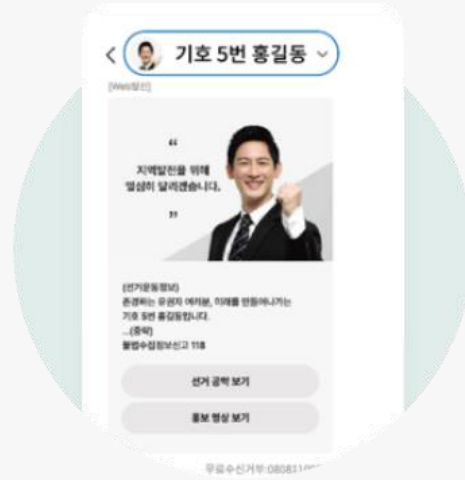 기호 5번 홍길동
[Web발신]
“
지역발전을 위해
열심히 달리겠습니다.
”
(선거운동정보)
존경하는 유권자 여러분, 미래를 만들어나가는
기호 5번 홍길동입니다.
...(중략)
불법수집정보신고 118
선거 공약 보기
홍보 영상 보기
무료수신거부:080831